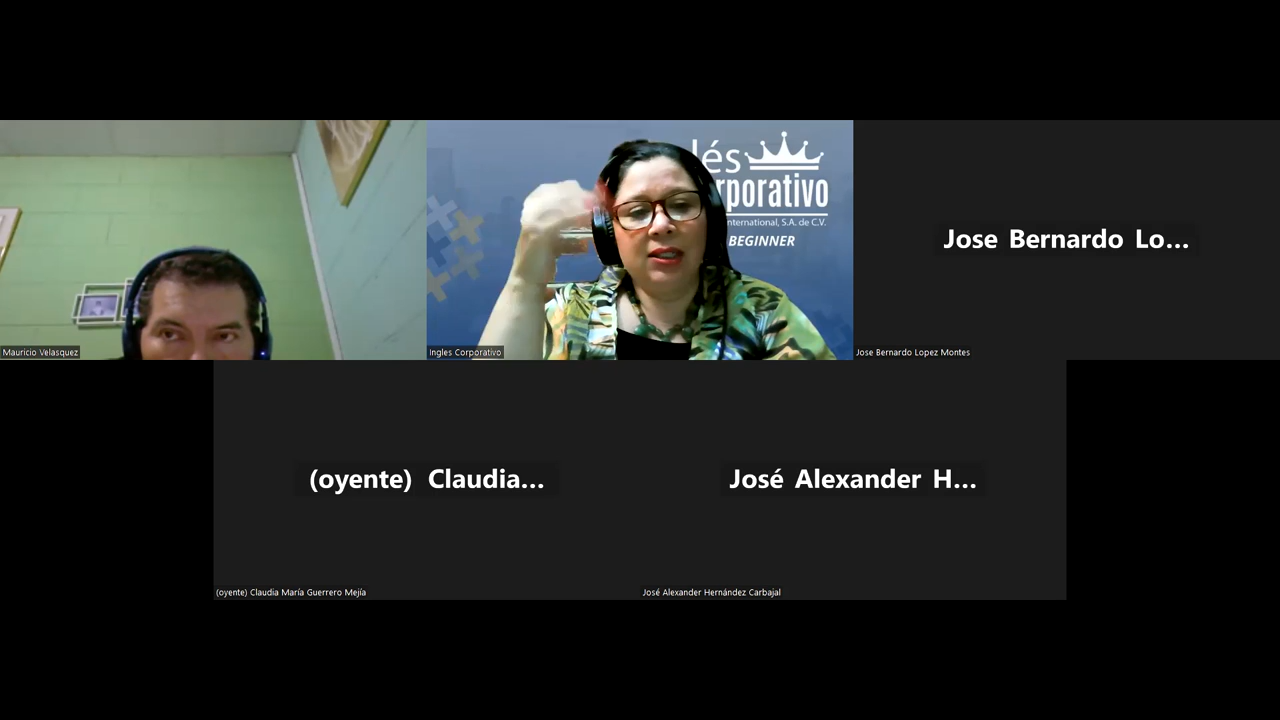 lés
rporativo
nternational, S.A. de C.V.
BEGINNER
Jose Bernardo Lo...
Mauricio Velasquez
Ingles Corporativo
Jose Bernardo Lopez Montes
(oyente) Claudia...
José Alexander H...
(oyente) Claudia María Guerrero Mejía
José Alexander Hernández Carbajal